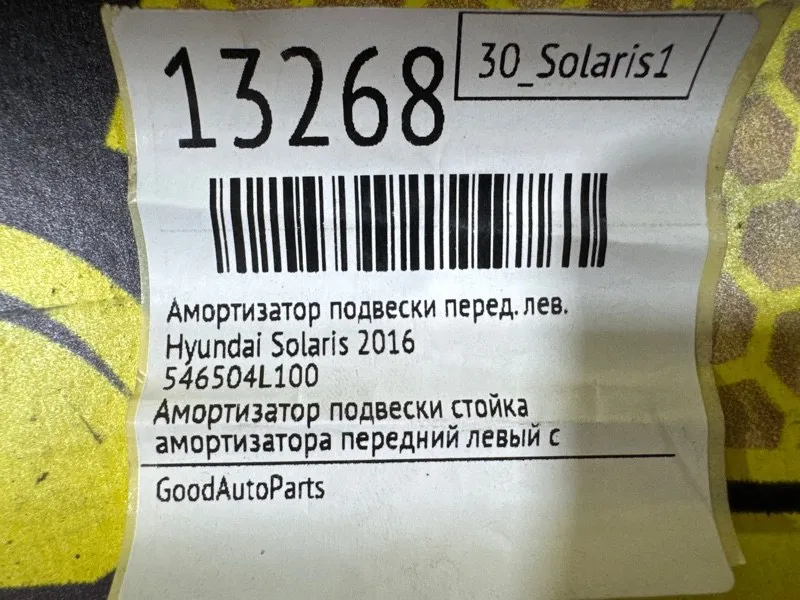 13268
30_Solaris1
Амортизатор подвески перед. лев.
Hyundai Solaris 2016
546504L100
Амортизатор подвески стойка
амортизатора передний левый с
GoodAutoParts